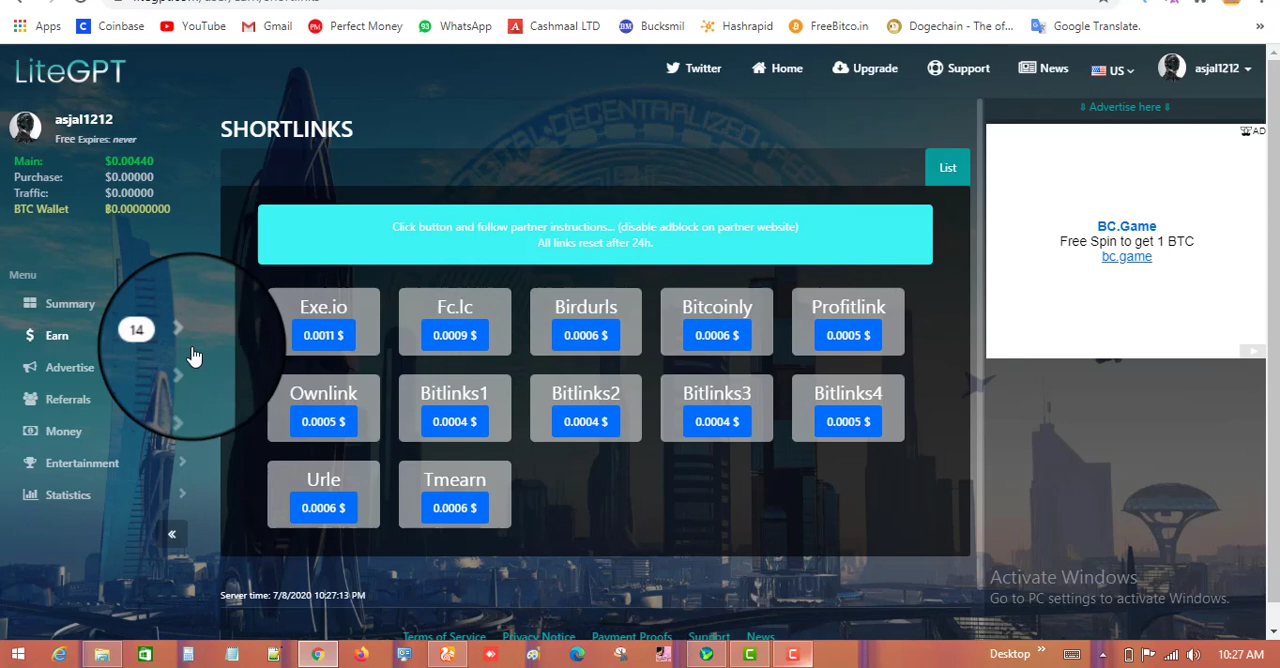 Apps Coinbase YouTube Gmail Perfect Money WhatsApp Cashmaal LTD Bucksmil Hashrapid FreeBitco.in Dogechain - The of... Google Translate. »
LiteGPT
Twitter Home Upgrade Support News US asjal1212
asjal1212
Free Expires: never
Main: $0.00440
Purchase: $0.00000
Traffic: $0.00000
BTC Wallet ฿0.00000000
Menu
Summary
Earn 14
Advertise
Referrals
Money
Entertainment
Statistics
«
SHORTLINKS
List
Click button and follow partner instructions... (disable adblock on partner website)
All links reset after 24h.
Exe.io Fc.lc Birdurls Bitcoinly Profitlink
0.0011 $ 0.0009 $ 0.0006 $ 0.0006 $ 0.0005 $
Ownlink Bitlinks1 Bitlinks2 Bitlinks3 Bitlinks4
0.0005 $ 0.0004 $ 0.0004 $ 0.0004 $ 0.0005 $
Urle Tmearn
0.0006 $ 0.0006 $
Server time: 7/8/2020 10:27:13 PM
Terms of Service Privacy Notice Payment Proofs Support News
⇓ Advertise here ⇓
AD
BC.Game
Free Spin to get 1 BTC
bc.game
DIGITAL DECENTRALIZED
Activate Windows
Go to PC settings to activate Windows.
Desktop » 10:27 AM